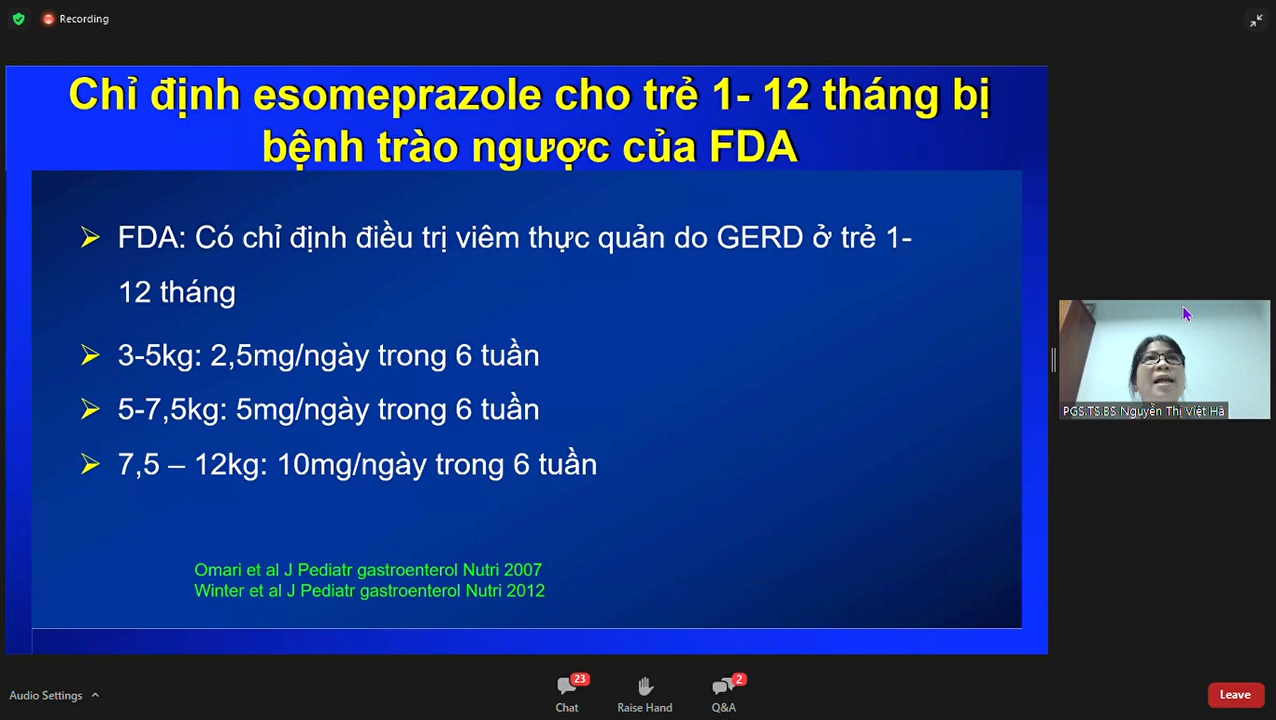 Recording
Chỉ định esomeprazole cho trẻ 1- 12 tháng bị
bệnh trào ngược của FDA
FDA: Có chỉ định điều trị viêm thực quản do GERD ở trẻ 1-
12 tháng
3-5kg: 2,5mg/ngày trong 6 tuần
5-7,5kg: 5mg/ngày trong 6 tuần
7,5 – 12kg: 10mg/ngày trong 6 tuần
Omari et al J Pediatr gastroenterol Nutri 2007
Winter et al J Pediatr gastroenterol Nutri 2012
PGS.TS.BS Nguyễn Thị Việt Hà
Audio Settings
23
Chat
Raise Hand
2
Q&A
Leave